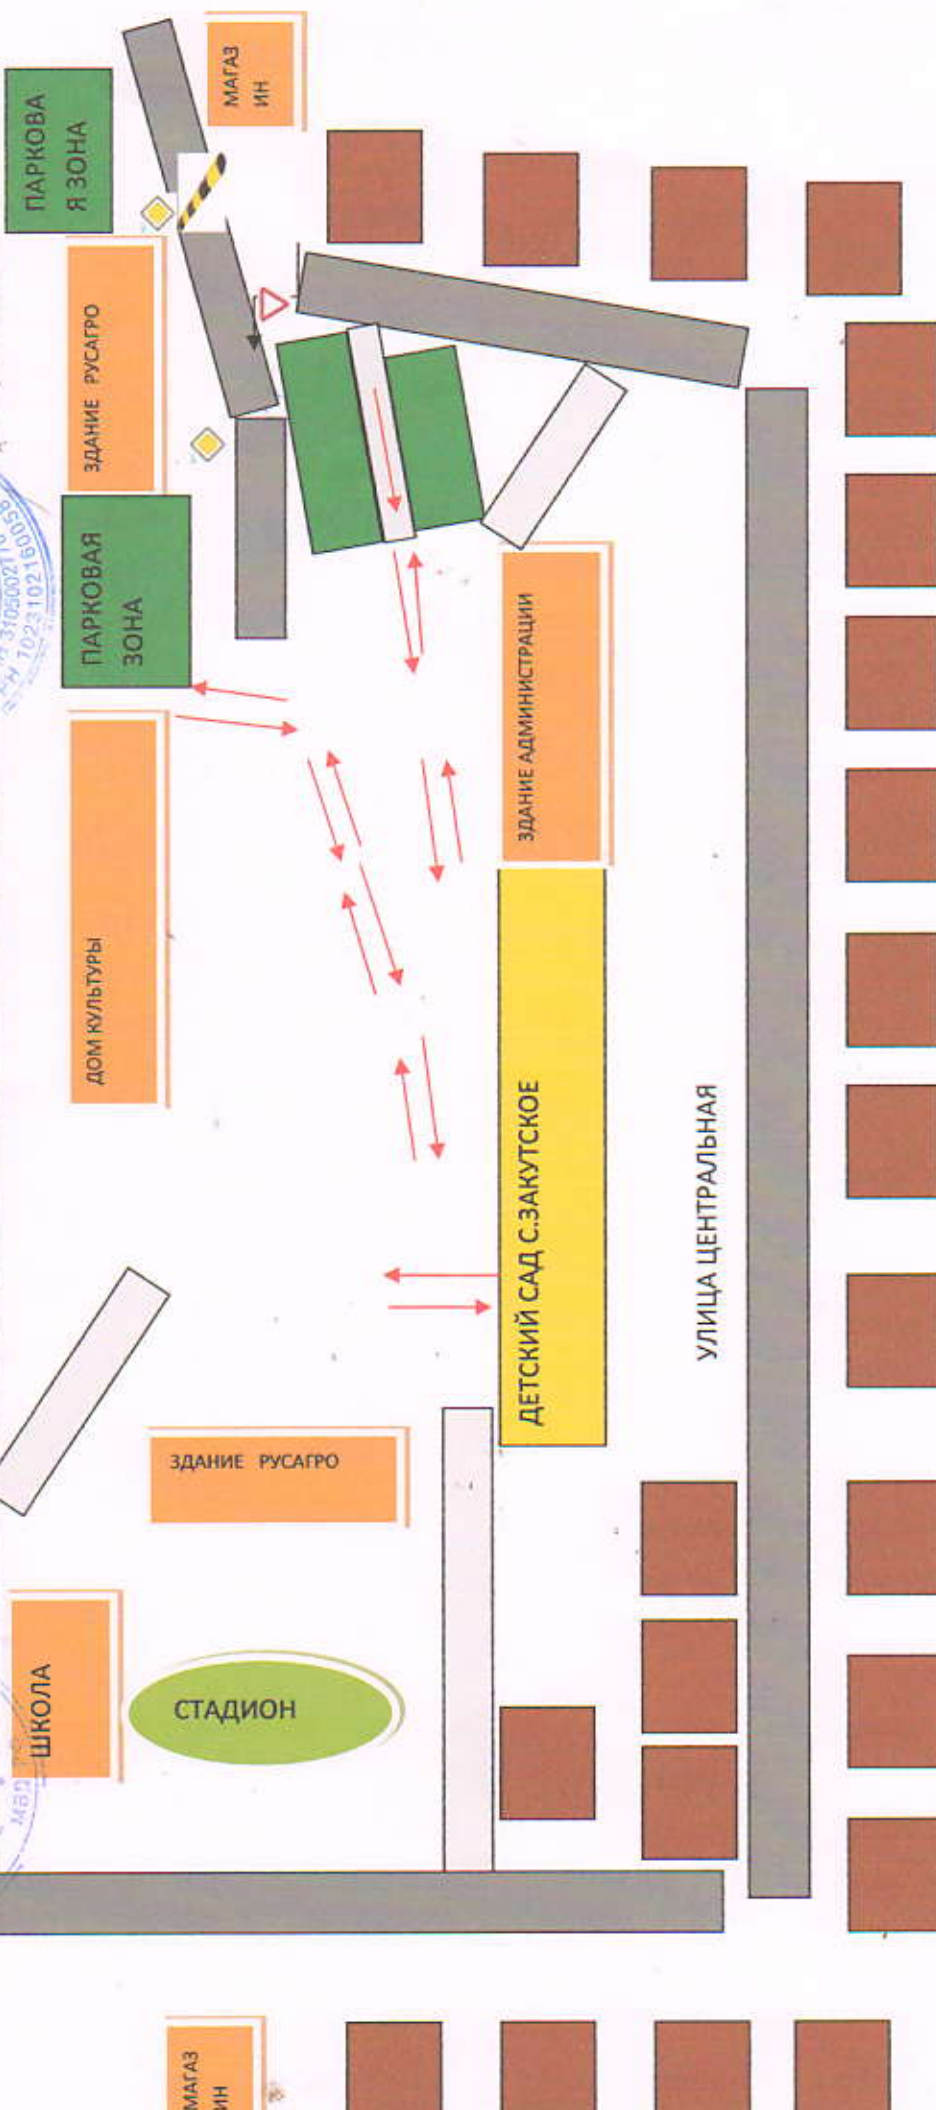 МАГАЗ
ИН
ПАРКОВА
Я ЗОНА
ЗДАНИЕ РУСАГРО
ПАРКОВАЯ
ЗОНА
ЗДАНИЕ АДМИНИСТРАЦИИ
ДОМ КУЛЬТУРЫ
ДЕТСКИЙ САД С.ЗАКУТСКОЕ
УЛИЦА ЦЕНТРАЛЬНАЯ
ЗДАНИЕ РУСАГРО
ШКОЛА
СТАДИОН
МАГАЗ
ИН